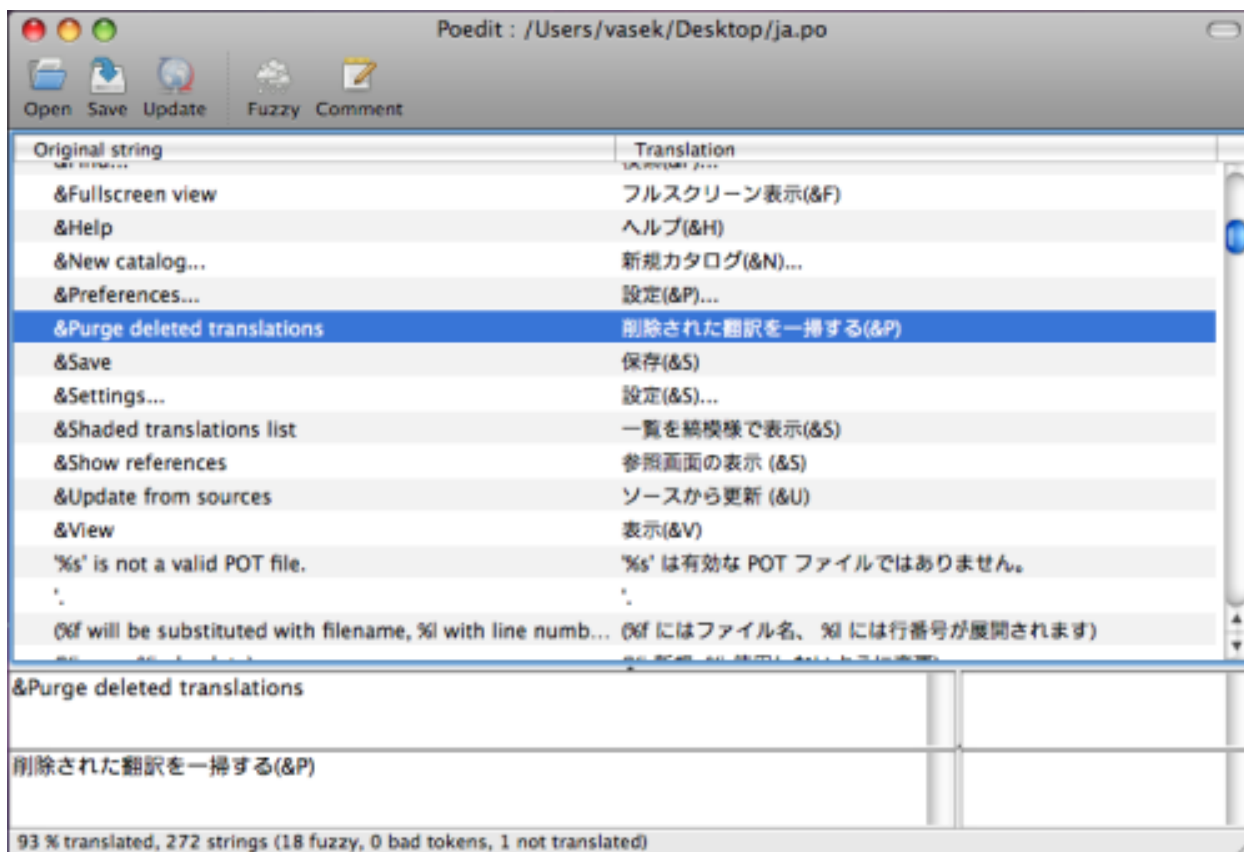 Poedit : /Users/vasek/Desktop/ja.po
Open Save Update Fuzzy Comment
Original string Translation
&Fullscreen view フルスクリーン表示(&F)
&Help ヘルプ(&H)
&New catalog... 新規カタログ(&N)...
&Preferences... 設定(&P)...
&Purge deleted translations 削除された翻訳を一掃する(&P)
&Save 保存(&S)
&Settings... 設定(&S)...
&Shaded translations list 一覧を縞模様で表示(&S)
&Show references 参照画面の表示 (&S)
&Update from sources ソースから更新 (&U)
&View 表示(&V)
'%s' is not a valid POT file. '%s' は有効な POT ファイルではありません。
'. '.
(%f will be substituted with filename, %l with line numb... (%f にはファイル名、 %l には行番号が展開されます)
&Purge deleted translations
削除された翻訳を一掃する(&P)
93 % translated, 272 strings (18 fuzzy, 0 bad tokens, 1 not translated)